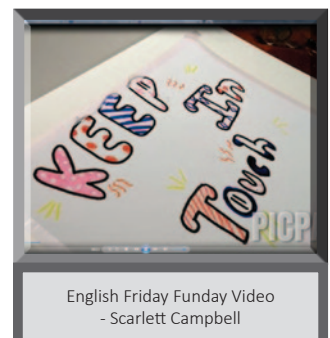 KEEP In
Touch
PICP
English Friday Funday Video
- Scarlett Campbell